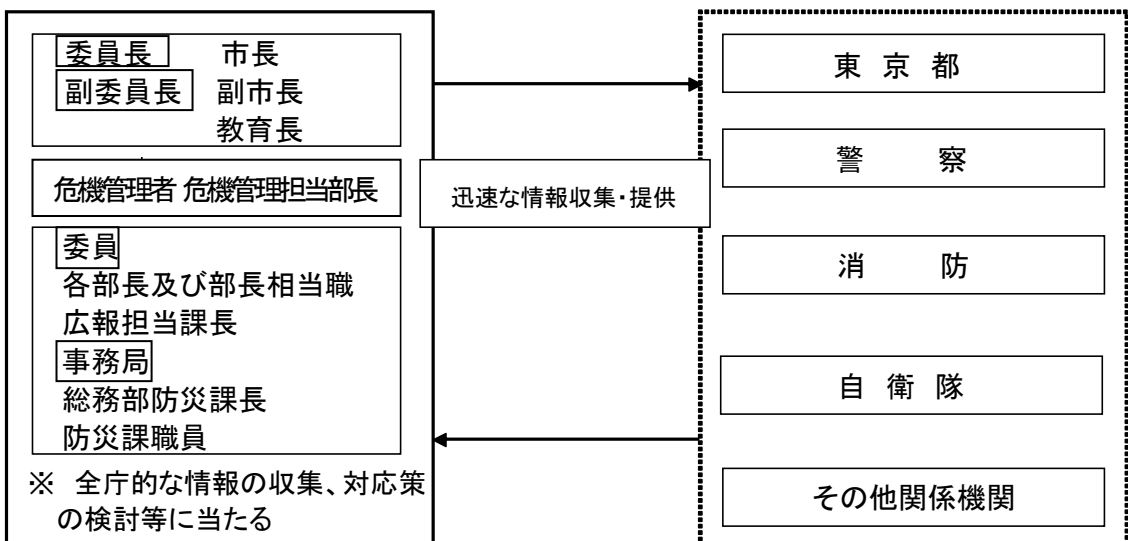 委員長 市長
副委員長 副市長
教育長
危機管理者 危機管理担当部長
委員
各部長及び部長相当職
広報担当課長
事務局
総務部防災課長
防災課職員
※ 全庁的な情報の収集、対応策
の検討等に当たる
迅速な情報収集・提供
東 京 都
警 察
消 防
自 衛 隊
その他関係機関